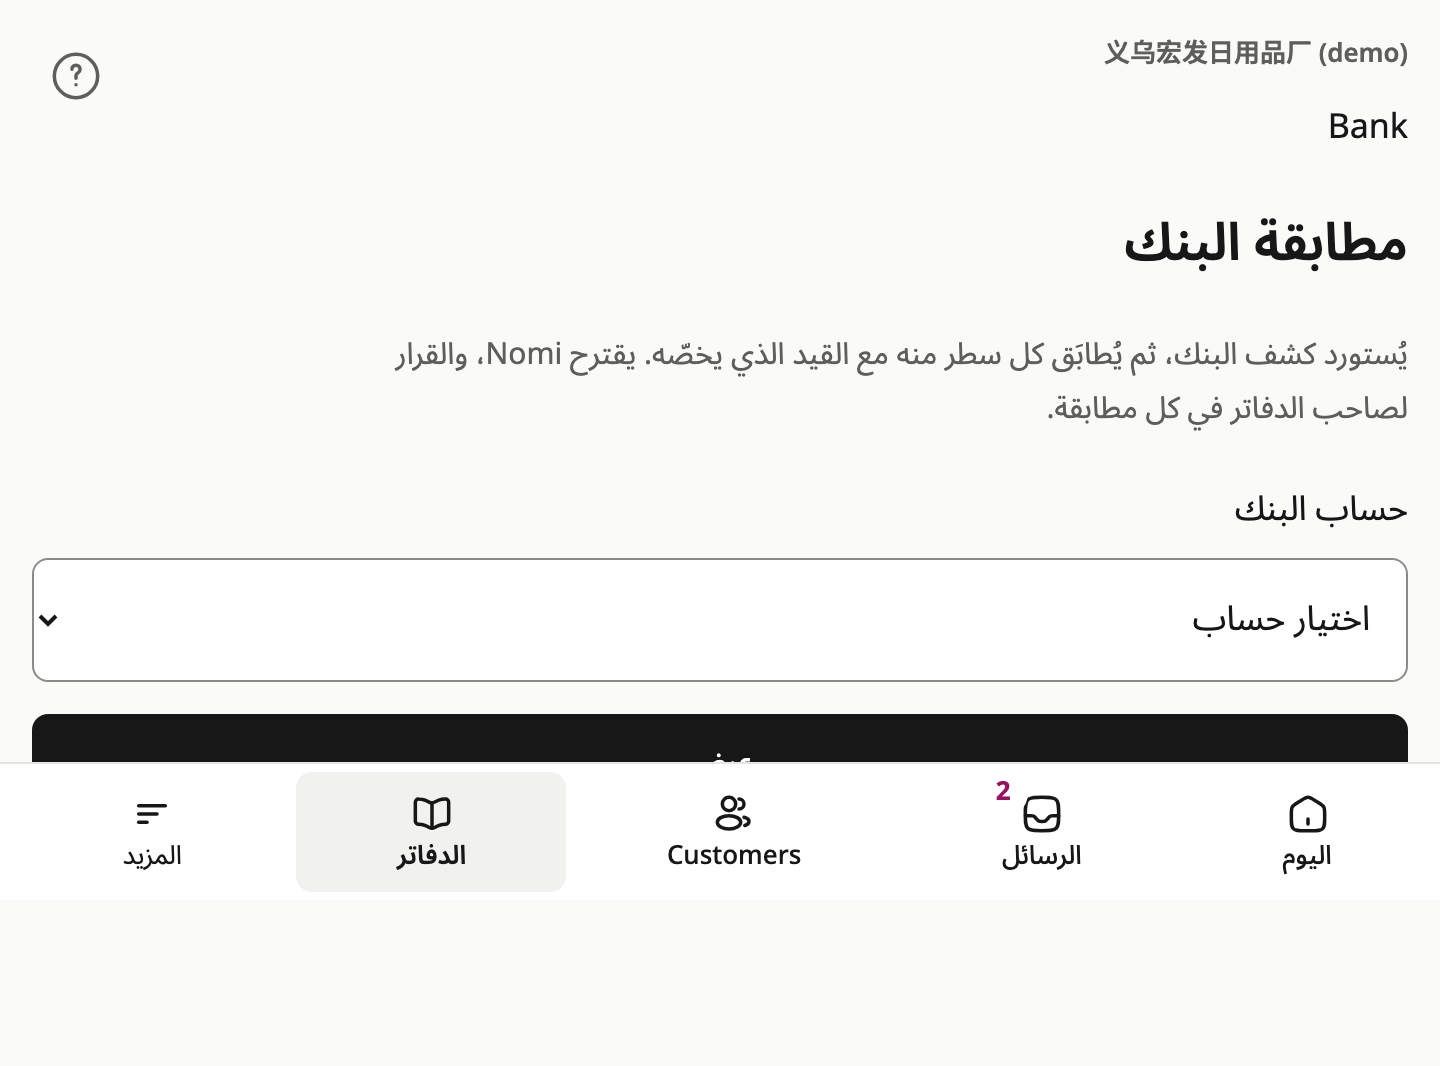 义乌宏发日用品厂 (demo)
Bank
مطابقة البنك
يُستورد كشف البنك، ثم يُطابَق كل سطر منه مع القيد الذي يخصّه. يقترح Nomi، والقرار
لصاحب الدفاتر في كل مطابقة.
حساب البنك
اختيار حساب
اليوم
2
الرسائل
Customers
الدفاتر
المزيد